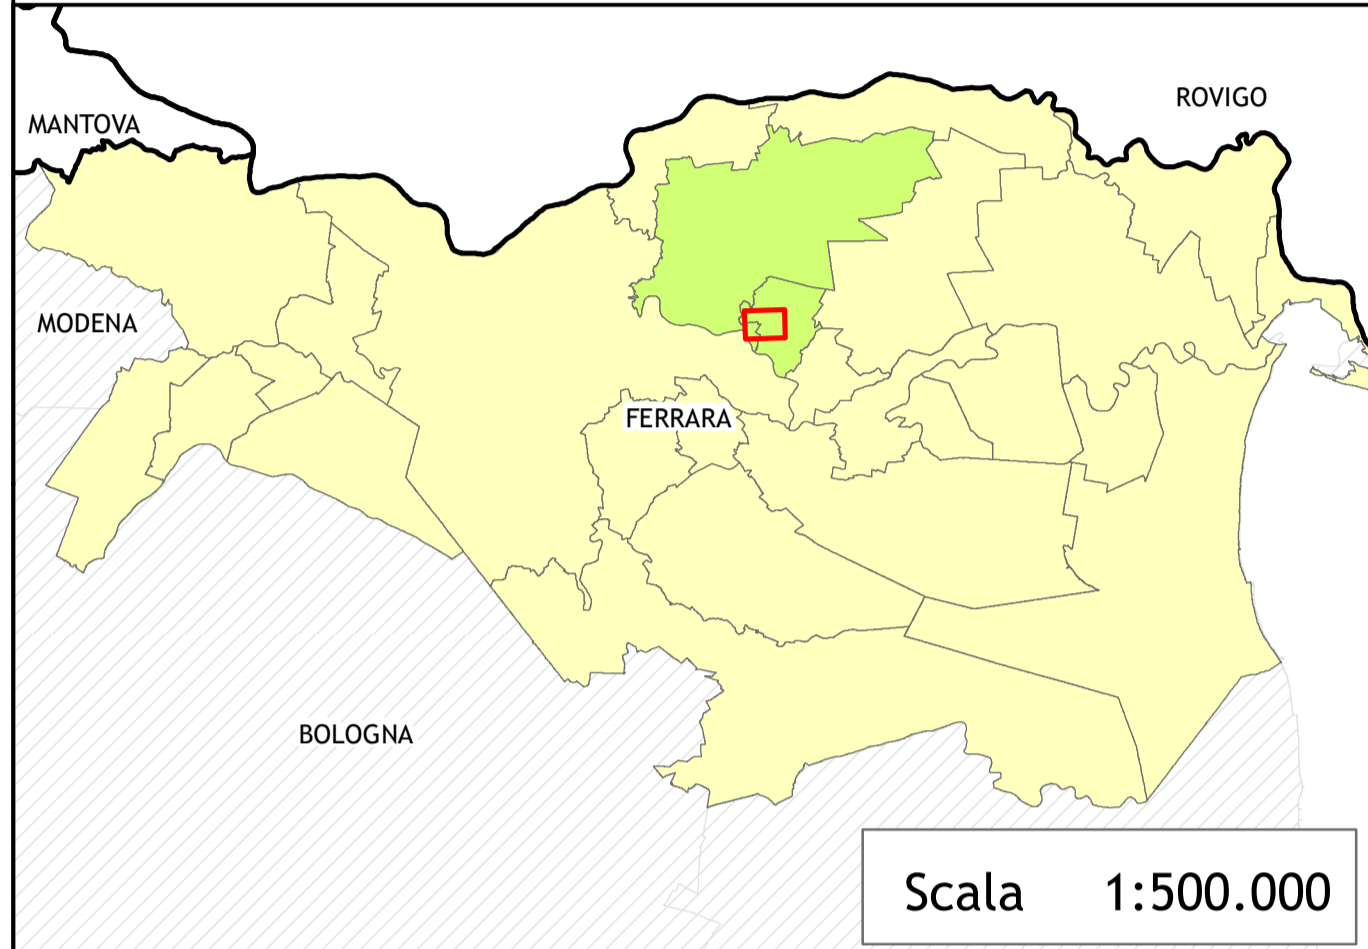 ROVIGO
MANTOVA
MODENA
FERRARA
BOLOGNA
Scala 1:500.000